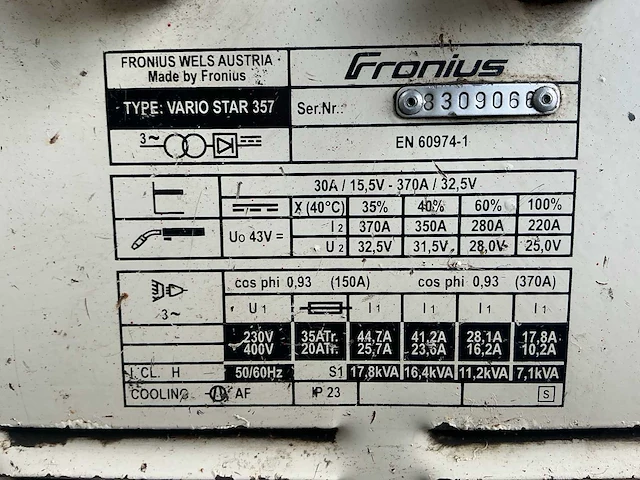 FRONIUS WELS AUSTRIA
Made by Fronius
Fronius
TYPE: VARIO STAR 357
Ser.Nr.:
3~
EN 60974-1
30A / 15,5V - 370A / 32,5V
X (40°C) 35% 40% 60% 100%
U0 43V = I2 370A 350A 280A 220A
U2 32,5V 31,5V 28,0V 25,0V
cos phi 0,93 (150A) cos phi 0,93 (370A)
3~ U1 I1 I1 I1 I1
230V 35ATr. 44,7A 41,2A 28,1A 17,8A
400V 20ATr. 25,7A 23,6A 16,2A 10,2A
I.CL. H 50/60Hz S1 17,8kVA 16,4kVA 11,2kVA 7,1kVA
COOLING AF IP 23 S